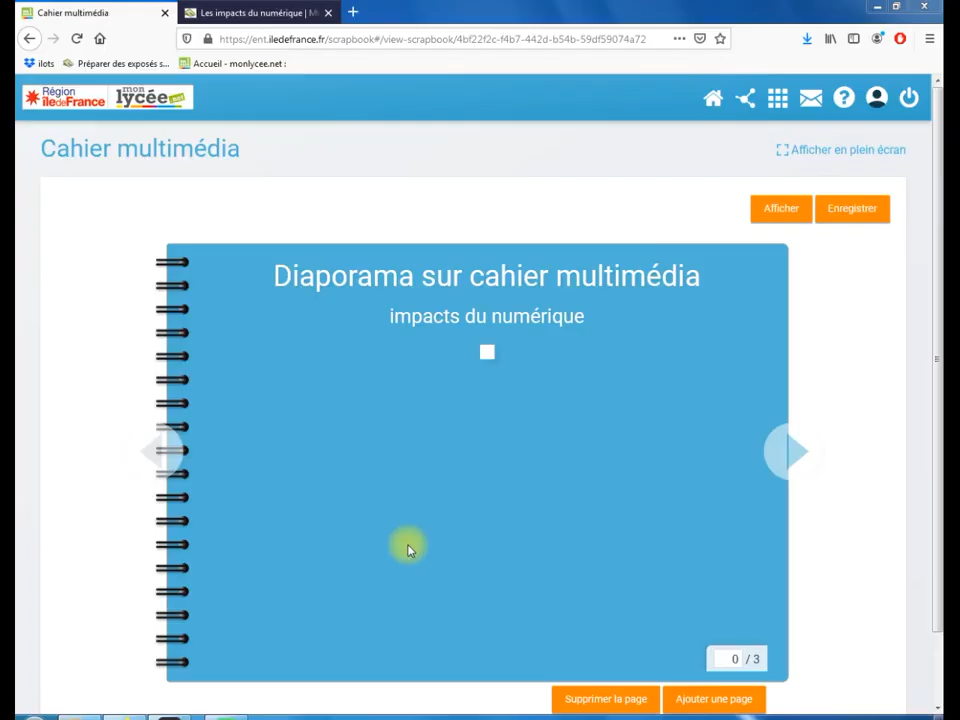 Cahier multimédia
Les impacts du numérique | M
https://ent.iledefrance.fr/scrapbook#/view-scrapbook/4bf22f2c-f4b7-442d-b54b-59df59074a72
ilots
Préparer des exposés s...
Accueil - monlycee.net :
Région
îledeFrance
mon
lycée.net
Cahier multimédia
Afficher en plein écran
Afficher
Enregistrer
Diaporama sur cahier multimédia
impacts du numérique
0 / 3
Supprimer la page
Ajouter une page